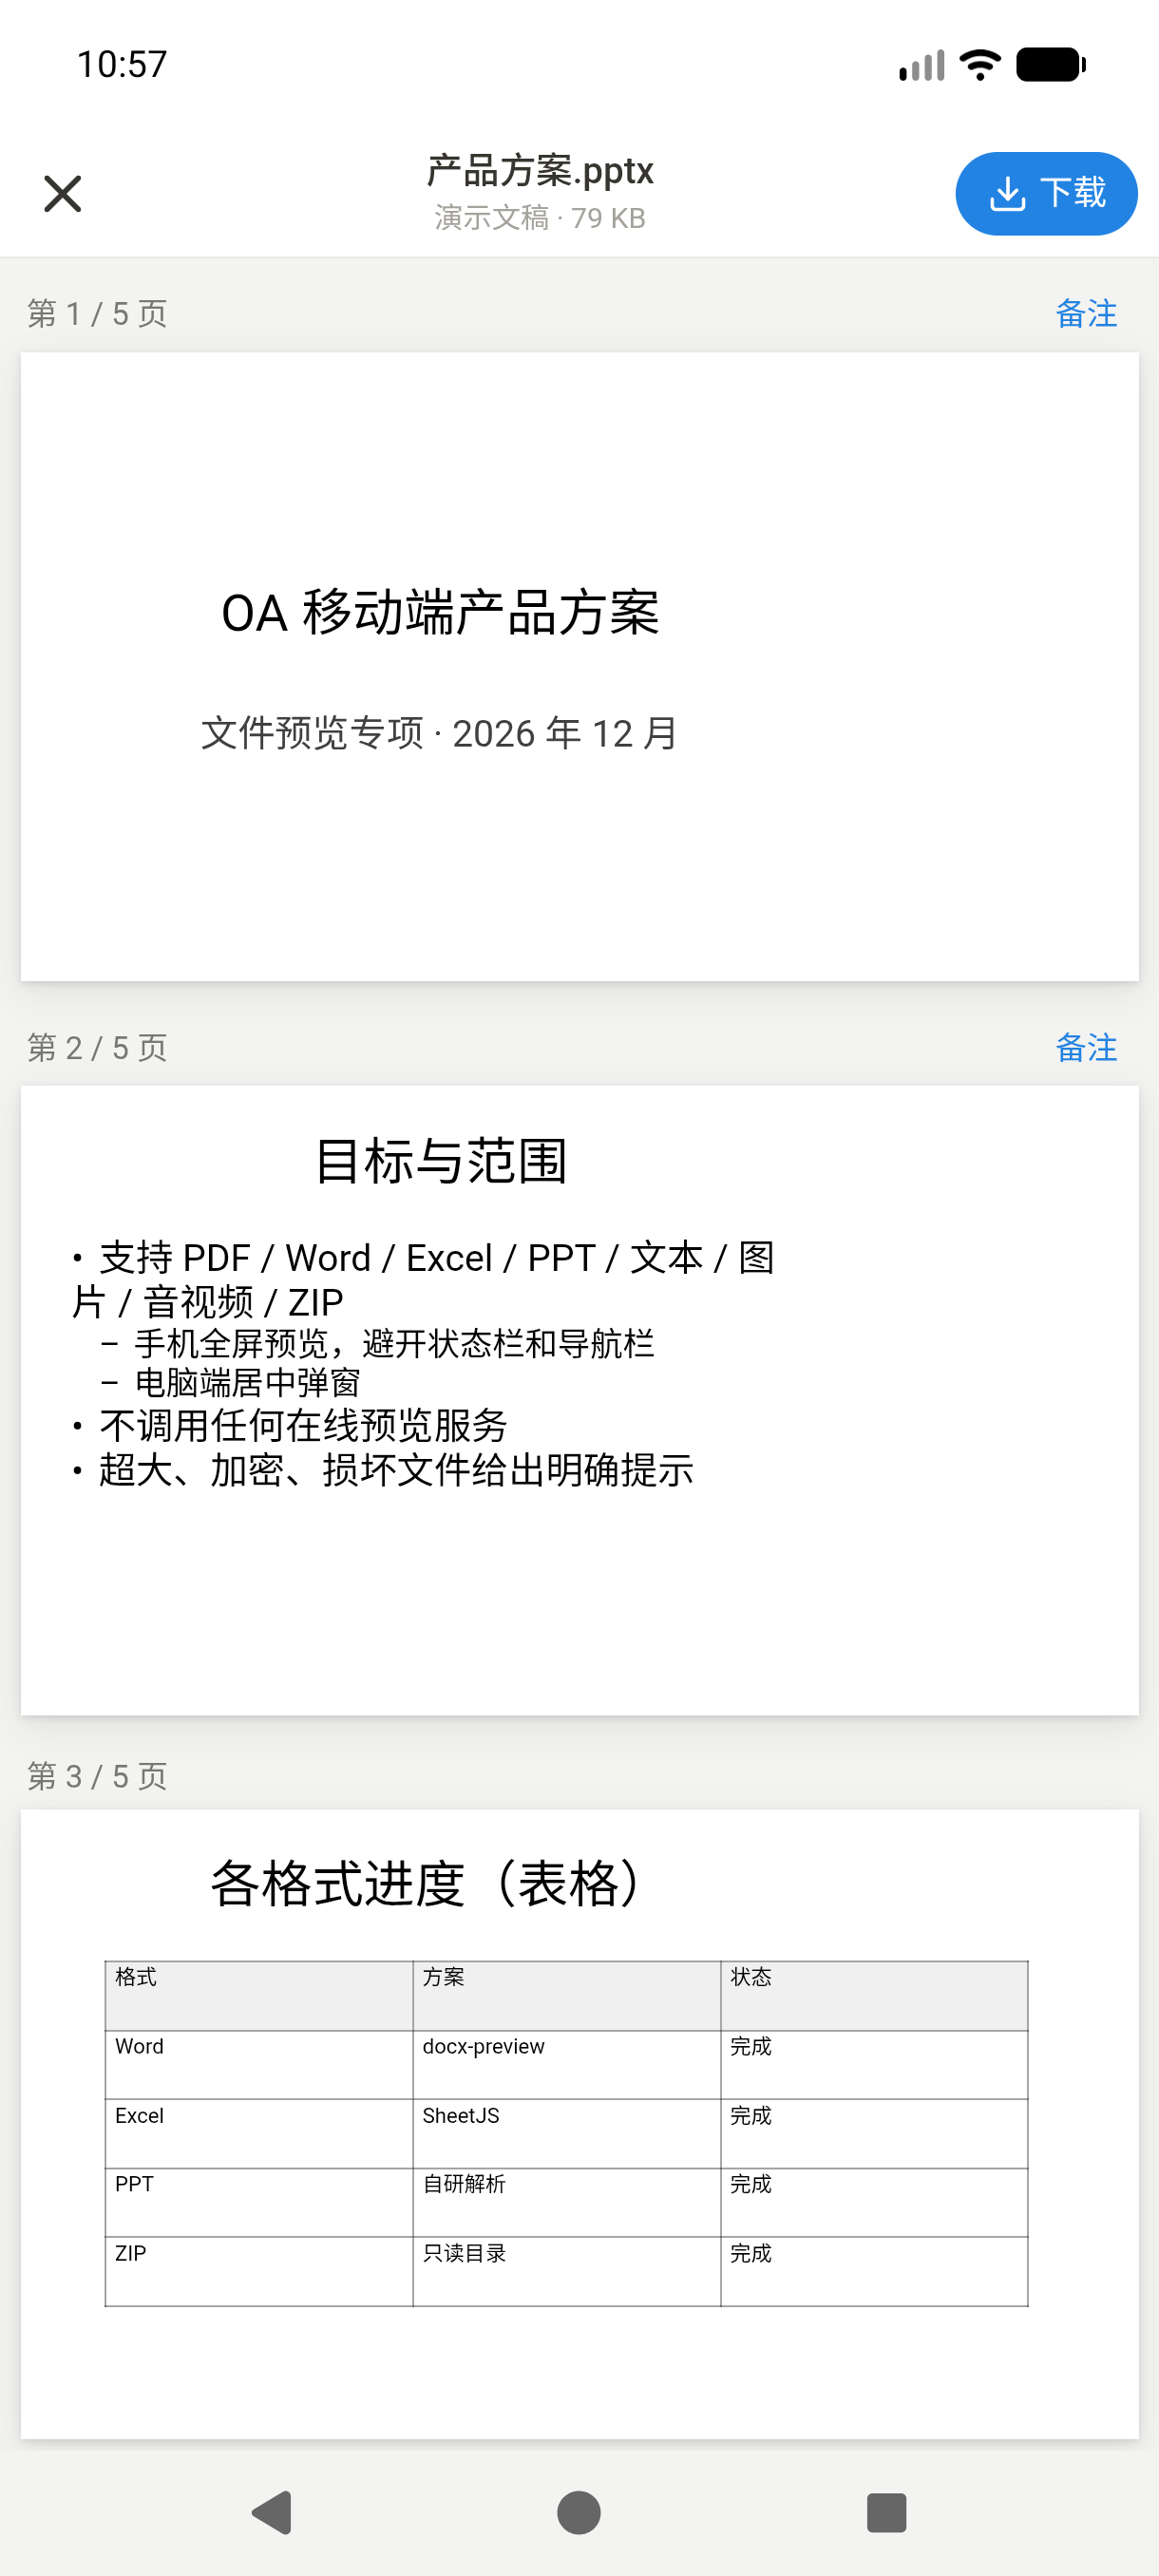 10:57
产品方案.pptx
演示文稿 · 79 KB
下载
第 1 / 5 页
备注
OA 移动端产品方案
文件预览专项 · 2026 年 12 月
第 2 / 5 页
备注
目标与范围
• 支持 PDF / Word / Excel / PPT / 文本 / 图
片 / 音视频 / ZIP
– 手机全屏预览，避开状态栏和导航栏
– 电脑端居中弹窗
• 不调用任何在线预览服务
• 超大、加密、损坏文件给出明确提示
第 3 / 5 页
各格式进度（表格）
格式 方案 状态
Word docx-preview 完成
Excel SheetJS 完成
PPT 自研解析 完成
ZIP 只读目录 完成